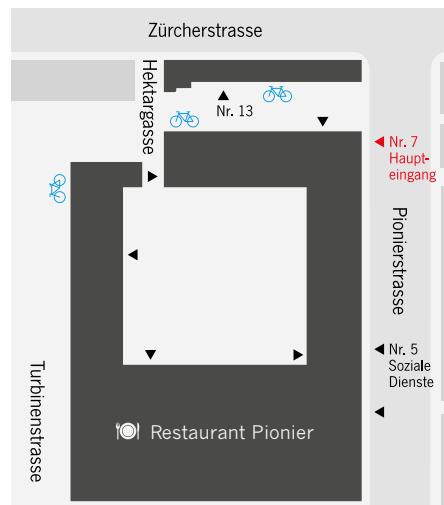 Zürcherstrasse
Hektargasse
Nr. 13
Nr. 7
Haupt-
eingang
Pionierstrasse
Nr. 5
Soziale
Dienste
Turbinenstrasse
Restaurant Pionier